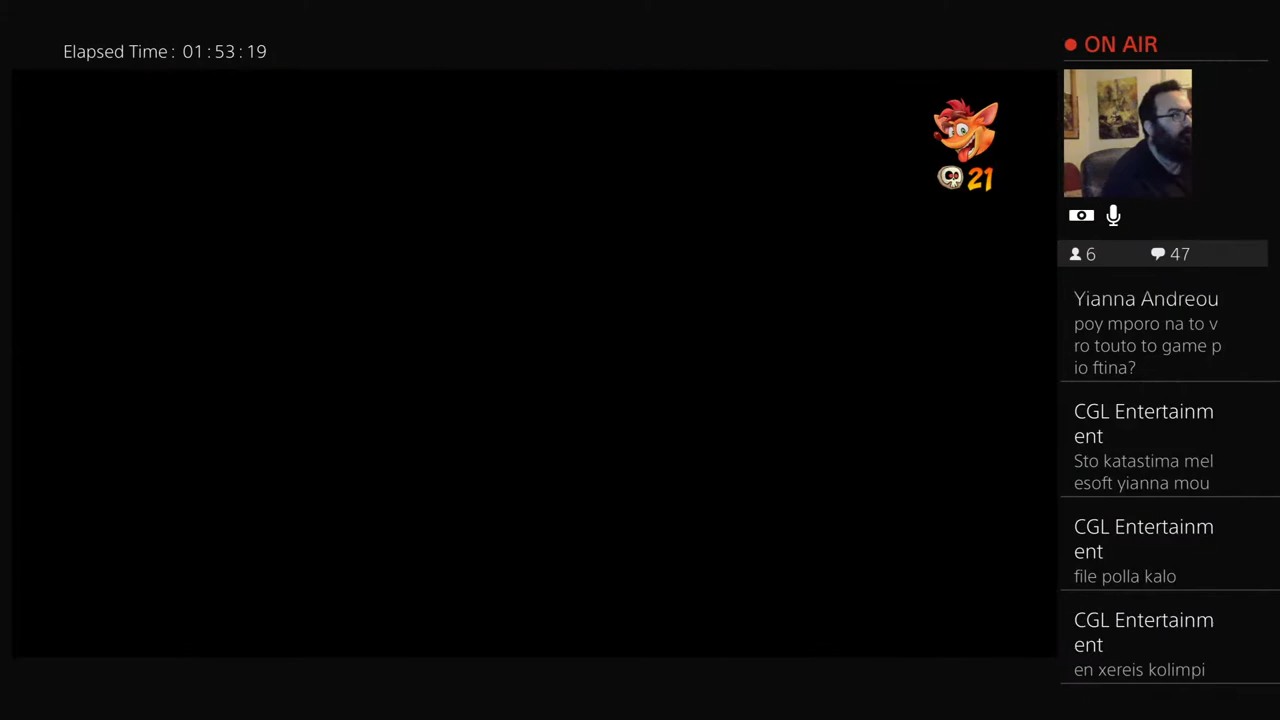 Elapsed Time: 01:53:19
ON AIR
21
6
47
Yianna Andreou
poy mporo na to v
ro touto to game p
io ftina?
CGL Entertainm
ent
Sto katastima mel
esoft yianna mou
CGL Entertainm
ent
file polla kalo
CGL Entertainm
ent
en xereis kolimpi